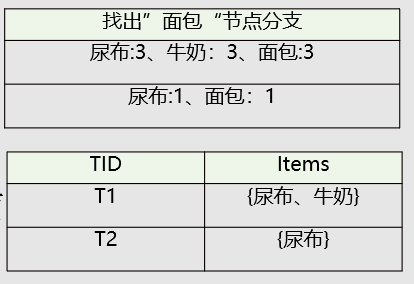 找出”面包“节点分支
尿布:3、牛奶：3、面包:3
尿布:1、面包：1
TID Items
T1 {尿布、牛奶}
T2 {尿布}